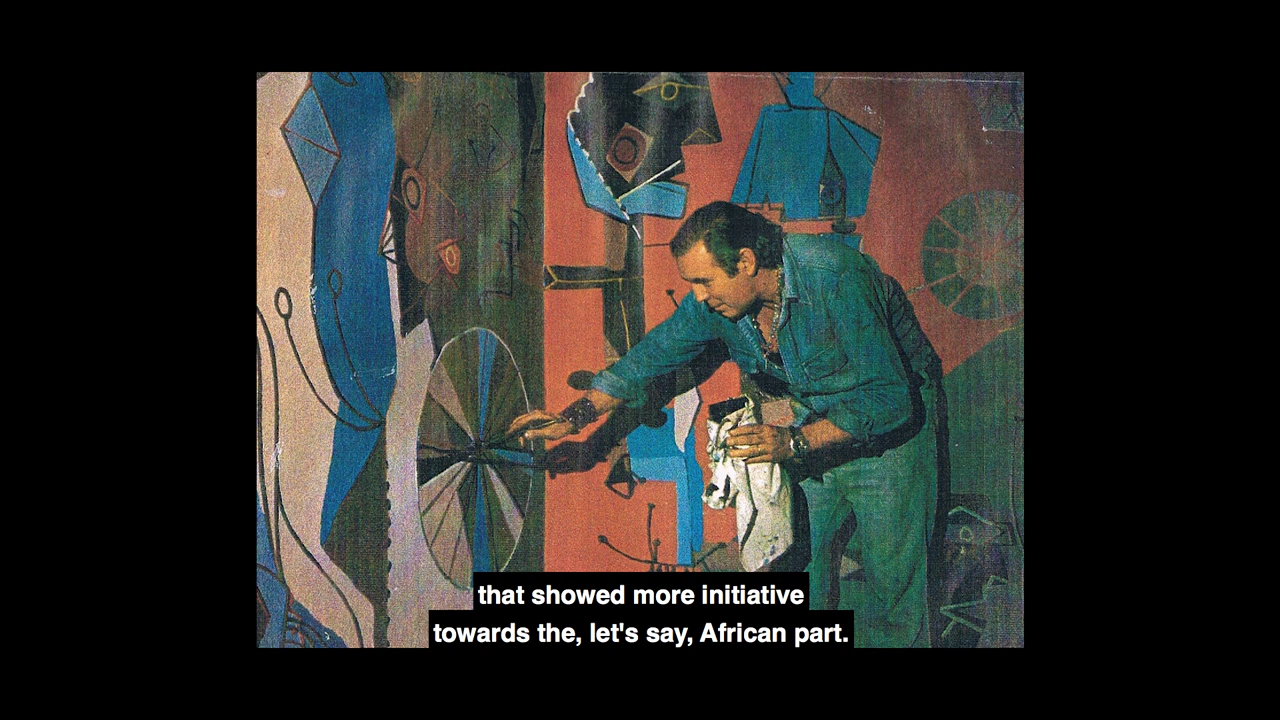 that showed more initiative
towards the, let's say, African part.